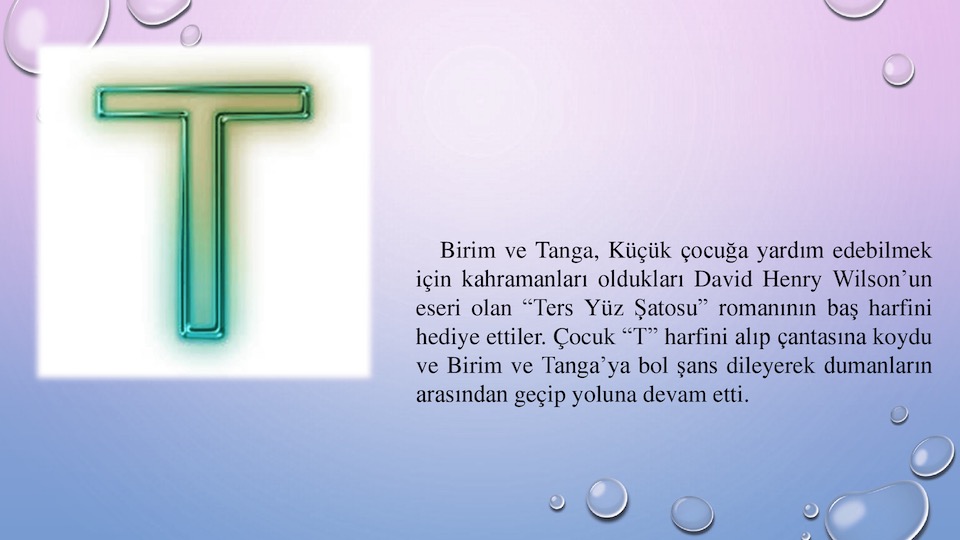 T
Birim ve Tanga, Küçük çocuğa yardım edebilmek
için kahramanları oldukları David Henry Wilson’un
eseri olan “Ters Yüz Şatosu” romanının baş harfini
hediye ettiler. Çocuk “T” harfini alıp çantasına koydu
ve Birim ve Tanga’ya bol şans dileyerek dumanların
arasından geçip yoluna devam etti.